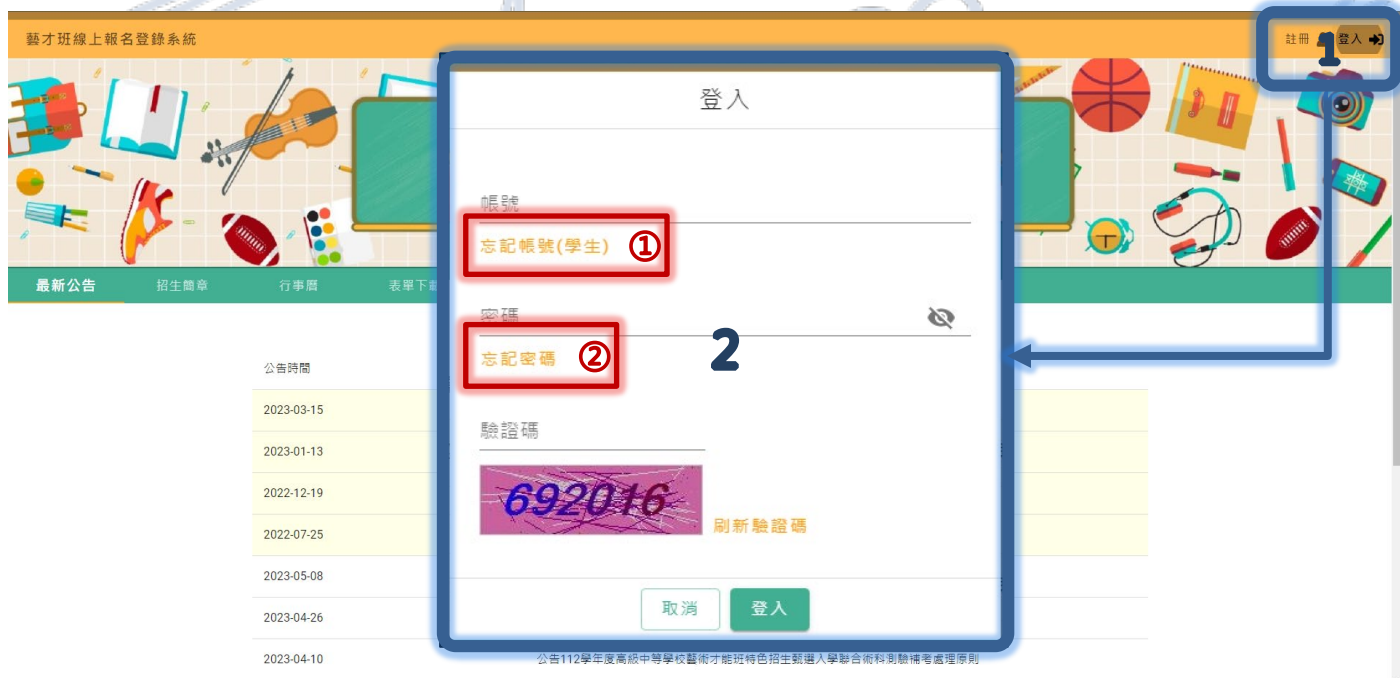 藝才班線上報名登錄系統
註冊 登入
1
登入
帳號
忘記帳號(學生) ①
最新公告 招生簡章 行事曆 表單下
密碼
忘記密碼 ②
2
公告時間
2023-03-15
驗證碼
2023-01-13
692016
2022-12-19
刷新驗證碼
2022-07-25
2023-05-08
取消 登入
2023-04-26
2023-04-10 公告112學年度高級中等學校藝術才能班特色招生甄選入學聯合術科測驗補考處理原則